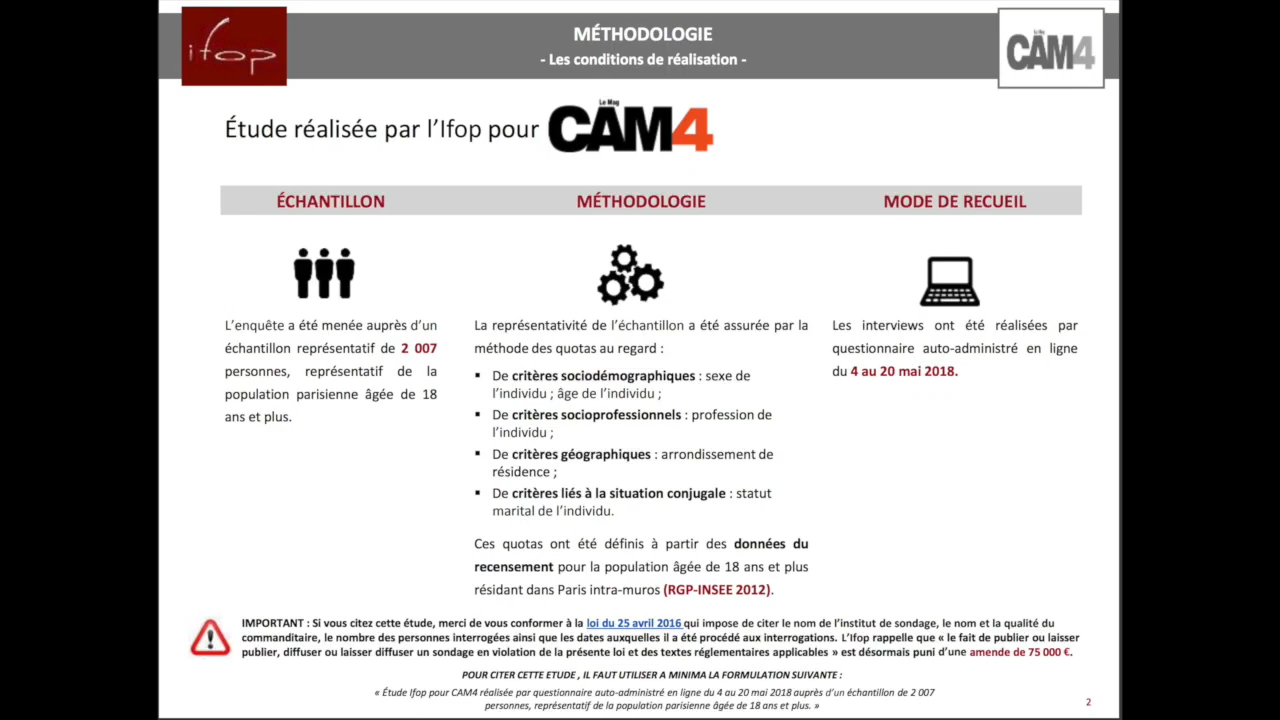 ifop
MÉTHODOLOGIE
- Les conditions de réalisation -
Le Mag
CAM4
Étude réalisée par l'Ifop pour
Le Mag
CAM4
ÉCHANTILLON
MÉTHODOLOGIE
MODE DE RECUEIL
L'enquête a été menée auprès d'un
échantillon représentatif de 2 007
personnes, représentatif de la
population parisienne âgée de 18
ans et plus.
La représentativité de l'échantillon a été assurée par la
méthode des quotas au regard :
▪ De critères sociodémographiques : sexe de
l'individu ; âge de l'individu ;
▪ De critères socioprofessionnels : profession de
l'individu ;
▪ De critères géographiques : arrondissement de
résidence ;
▪ De critères liés à la situation conjugale : statut
marital de l'individu.
Ces quotas ont été définis à partir des données du
recensement pour la population âgée de 18 ans et plus
résidant dans Paris intra-muros (RGP-INSEE 2012).
Les interviews ont été réalisées par
questionnaire auto-administré en ligne
du 4 au 20 mai 2018.
IMPORTANT : Si vous citez cette étude, merci de vous conformer à la loi du 25 avril 2016 qui impose de citer le nom de l'institut de sondage, le nom et la qualité du
commanditaire, le nombre des personnes interrogées ainsi que les dates auxquelles il a été procédé aux interrogations. L'Ifop rappelle que « le fait de publier ou laisser
publier, diffuser ou laisser diffuser un sondage en violation de la présente loi et des textes réglementaires applicables » est désormais puni d'une amende de 75 000 €.
POUR CITER CETTE ETUDE , IL FAUT UTILISER A MINIMA LA FORMULATION SUIVANTE :
« Étude Ifop pour CAM4 réalisée par questionnaire auto-administré en ligne du 4 au 20 mai 2018 auprès d'un échantillon de 2 007
personnes, représentatif de la population parisienne âgée de 18 ans et plus. »
2